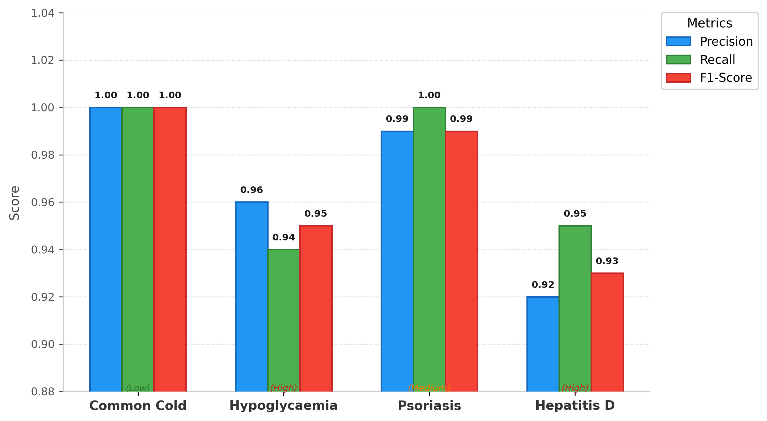 1.04
1.02
1.00
0.98
0.96
0.94
0.92
0.90
0.88
Score
Metrics
Precision
Recall
F1-Score
1.00 1.00 1.00
0.96 0.94 0.95
0.99 1.00 0.99
0.92 0.95 0.93
(Low) (High) (High)
Common Cold Hypoglycaemia Psoriasis Hepatitis D